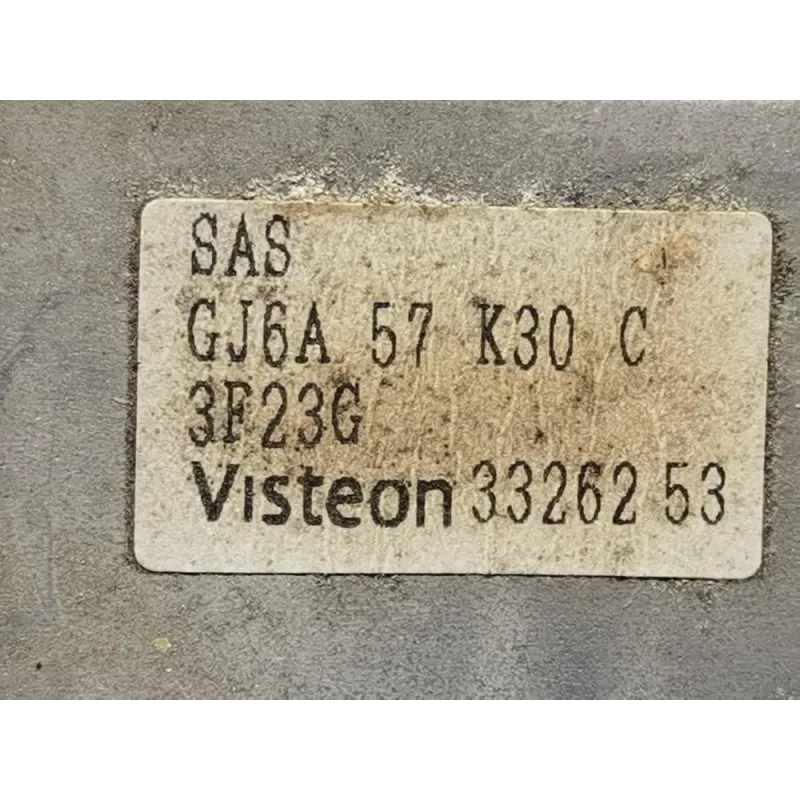 SAS
GJ6A 57 K30 C
3F23G
Visteon 33262 53